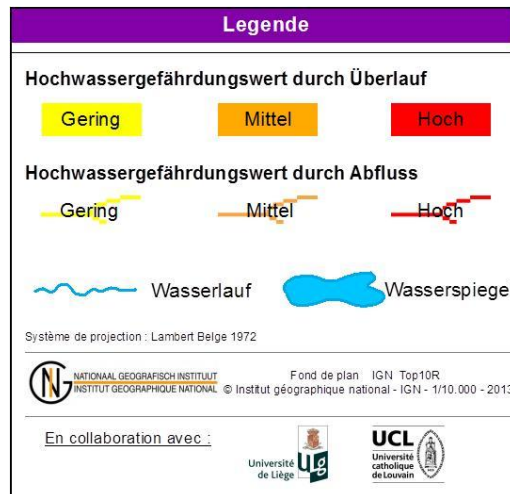 Legende
Hochwassergefährdungswert durch Überlauf
Gering Mittel Hoch
Hochwassergefährdungswert durch Abfluss
Gering Mittel Hoch
Wasserlauf Wasserspiege
Système de projection : Lambert Belge 1972
NATIONAAL GEOGRAFISCH INSTITUUT
INSTITUT GEOGRAPHIQUE NATIONAL
Fond de plan IGN Top10R
© Institut géographique national - IGN - 1/10.000 - 2013
En collaboration avec :
Université
de Liège
ULg
UCL
Université
catholique
de Louvain